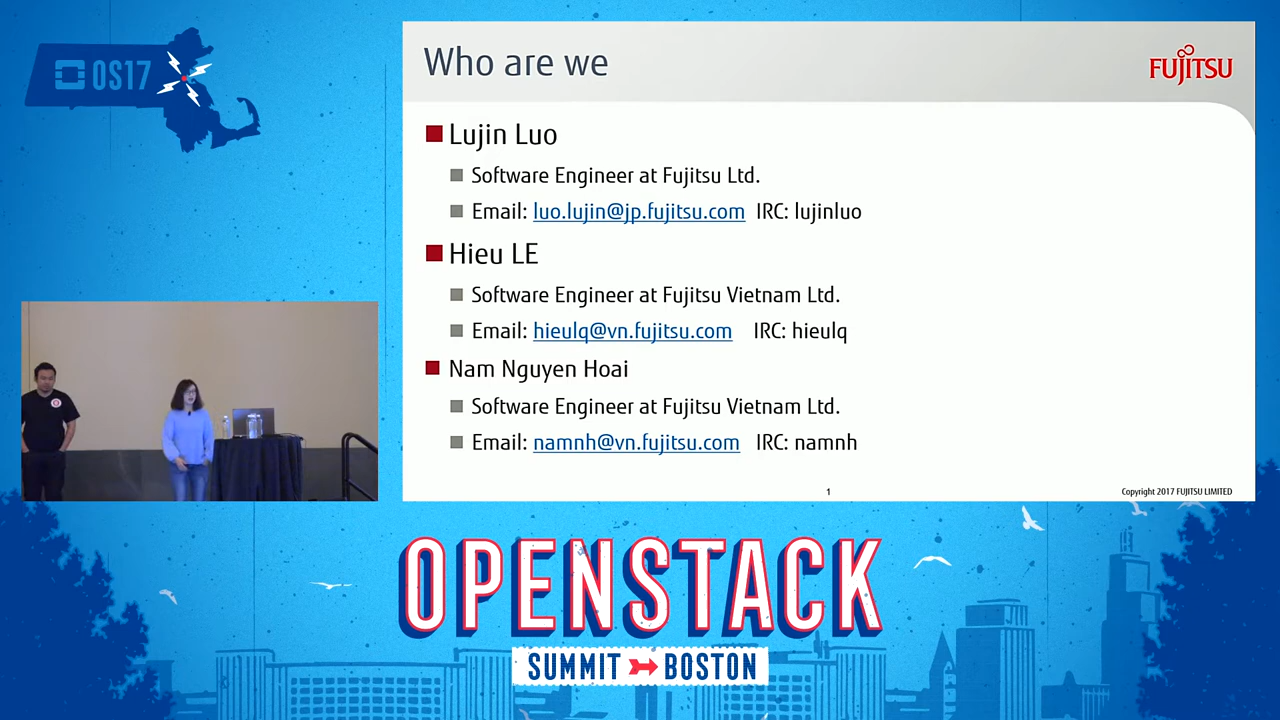 OS17
Who are we
FUJITSU
Lujin Luo
Software Engineer at Fujitsu Ltd.
Email: luo.lujin@jp.fujitsu.com IRC: lujinluo
Hieu LE
Software Engineer at Fujitsu Vietnam Ltd.
Email: hieulq@vn.fujitsu.com IRC: hieulq
Nam Nguyen Hoai
Software Engineer at Fujitsu Vietnam Ltd.
Email: namnh@vn.fujitsu.com IRC: namnh
1
Copyright 2017 FUJITSU LIMITED
OPENSTACK
SUMMIT BOSTON